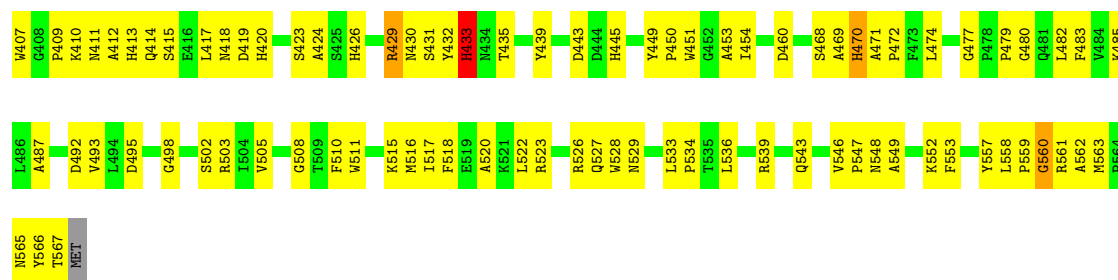 W407 G408 P409 K410 N411 A412 H413 Q414 S415 E416 L417 N418 D419 H420 S423 A424 S425 H426 R429 N430 S431 Y432 H433 N434 T435 Y439 D443 D444 H445 Y449 P450 W451 G452 A453 I454 D460 S468 A469 H470 A471 P472 F473 L474 G477 P478 P479 G480 Q481 L482 F483 V484 K485
L486 A487 D492 V493 L494 D495 G498 S502 R503 I504 V505 G508 T509 F510 W511 K515 M516 I517 F518 E519 A520 K521 L522 R523 R526 Q527 W528 N529 L533 P534 T535 L536 R539 Q543 V546 P547 N548 A549 K552 F553 Y557 L558 P559 G560 R561 A562 M563 R564
N565 Y566 T567 MET